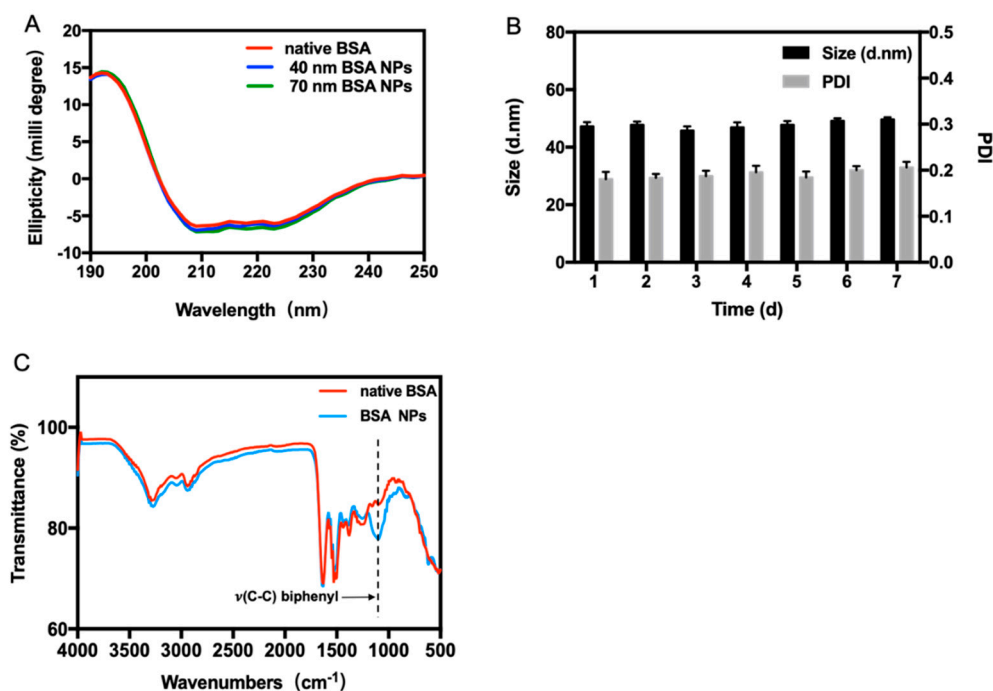 A
20
15
10
5
0
-5
-10
Ellipticity (milli degree)
native BSA
40 nm BSA NPs
70 nm BSA NPs
190 200 210 220 230 240 250
Wavelength (nm)
B
80
60
40
20
0
Size (d.nm)
Size (d.nm)
PDI
0.5
0.4
0.3
0.2
0.1
0.0
PDI
1 2 3 4 5 6 7
Time (d)
C
100
80
60
Transmittance (%)
native BSA
BSA NPs
ν(C-C) biphenyl
4000 3500 3000 2500 2000 1500 1000 500
Wavenumbers (cm⁻¹)